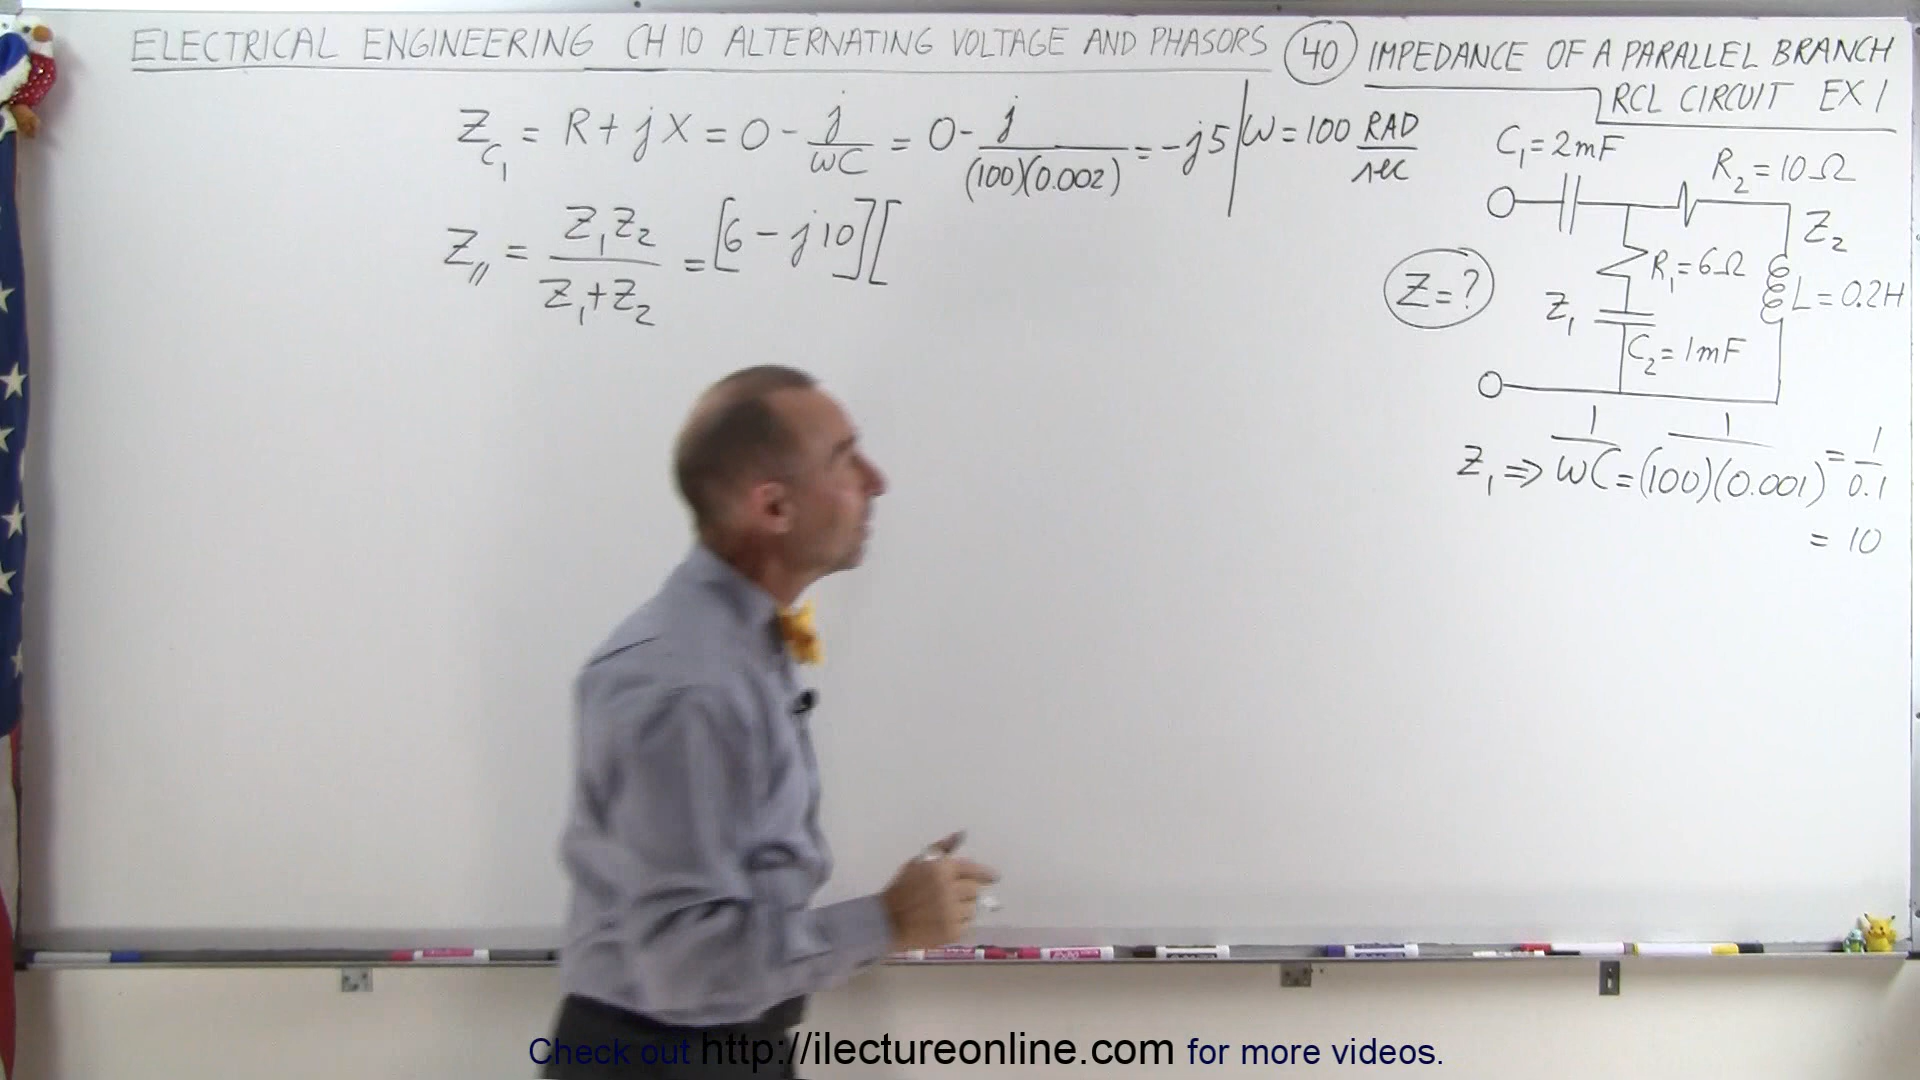 ELECTRICAL ENGINEERING CH 10 ALTERNATING VOLTAGE AND PHASORS 40 IMPEDANCE OF A PARALLEL BRANCH
RCL CIRCUIT EX 1
Z_C₁ = R + jX = 0 - j/ωC = 0 - j/(100)(0.002) = -j5
ω = 100 RAD/sec
Z_// = Z₁Z₂/Z₁+Z₂ = [6 - j10][
C₁ = 2mF
R₂ = 10Ω
Z₂
R₁ = 6Ω
Z = ?
L = 0.2H
Z₁
C₂ = 1mF
Z₁ ⇒ 1/ωC = 1/(100)(0.001) = 1/0.1
= 10
Check out http://ilectureonline.com for more videos.